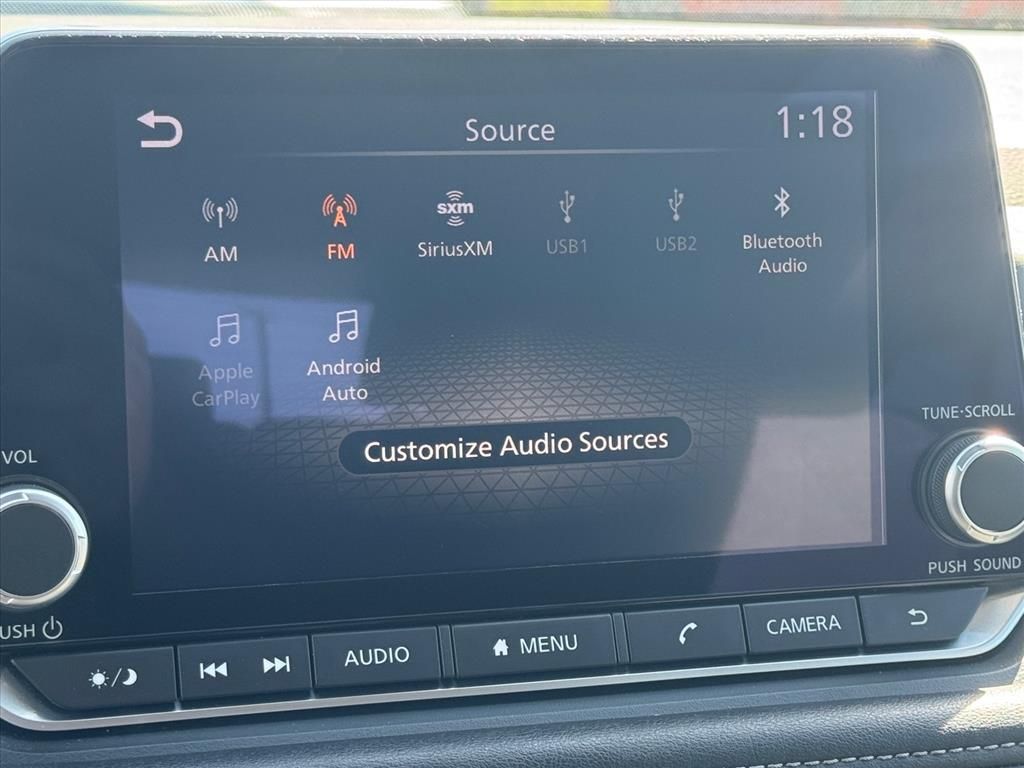 Source
1:18
AM
FM
sxm
SiriusXM
USB1
USB2
Bluetooth
Audio
Apple
CarPlay
Android
Auto
Customize Audio Sources
VOL
USH
TUNE·SCROLL
PUSH SOUND
AUDIO
MENU
CAMERA